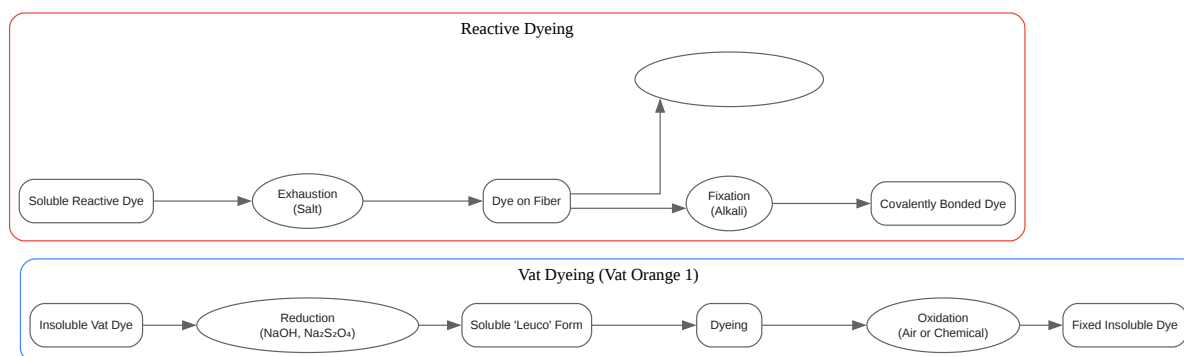 Reactive Dyeing
Soluble Reactive Dye
Exhaustion
(Salt)
Dye on Fiber
Fixation
(Alkali)
Covalently Bonded Dye
Vat Dyeing (Vat Orange 1)
Insoluble Vat Dye
Reduction
(NaOH, Na₂S₂O₄)
Soluble 'Leuco' Form
Dyeing
Oxidation
(Air or Chemical)
Fixed Insoluble Dye